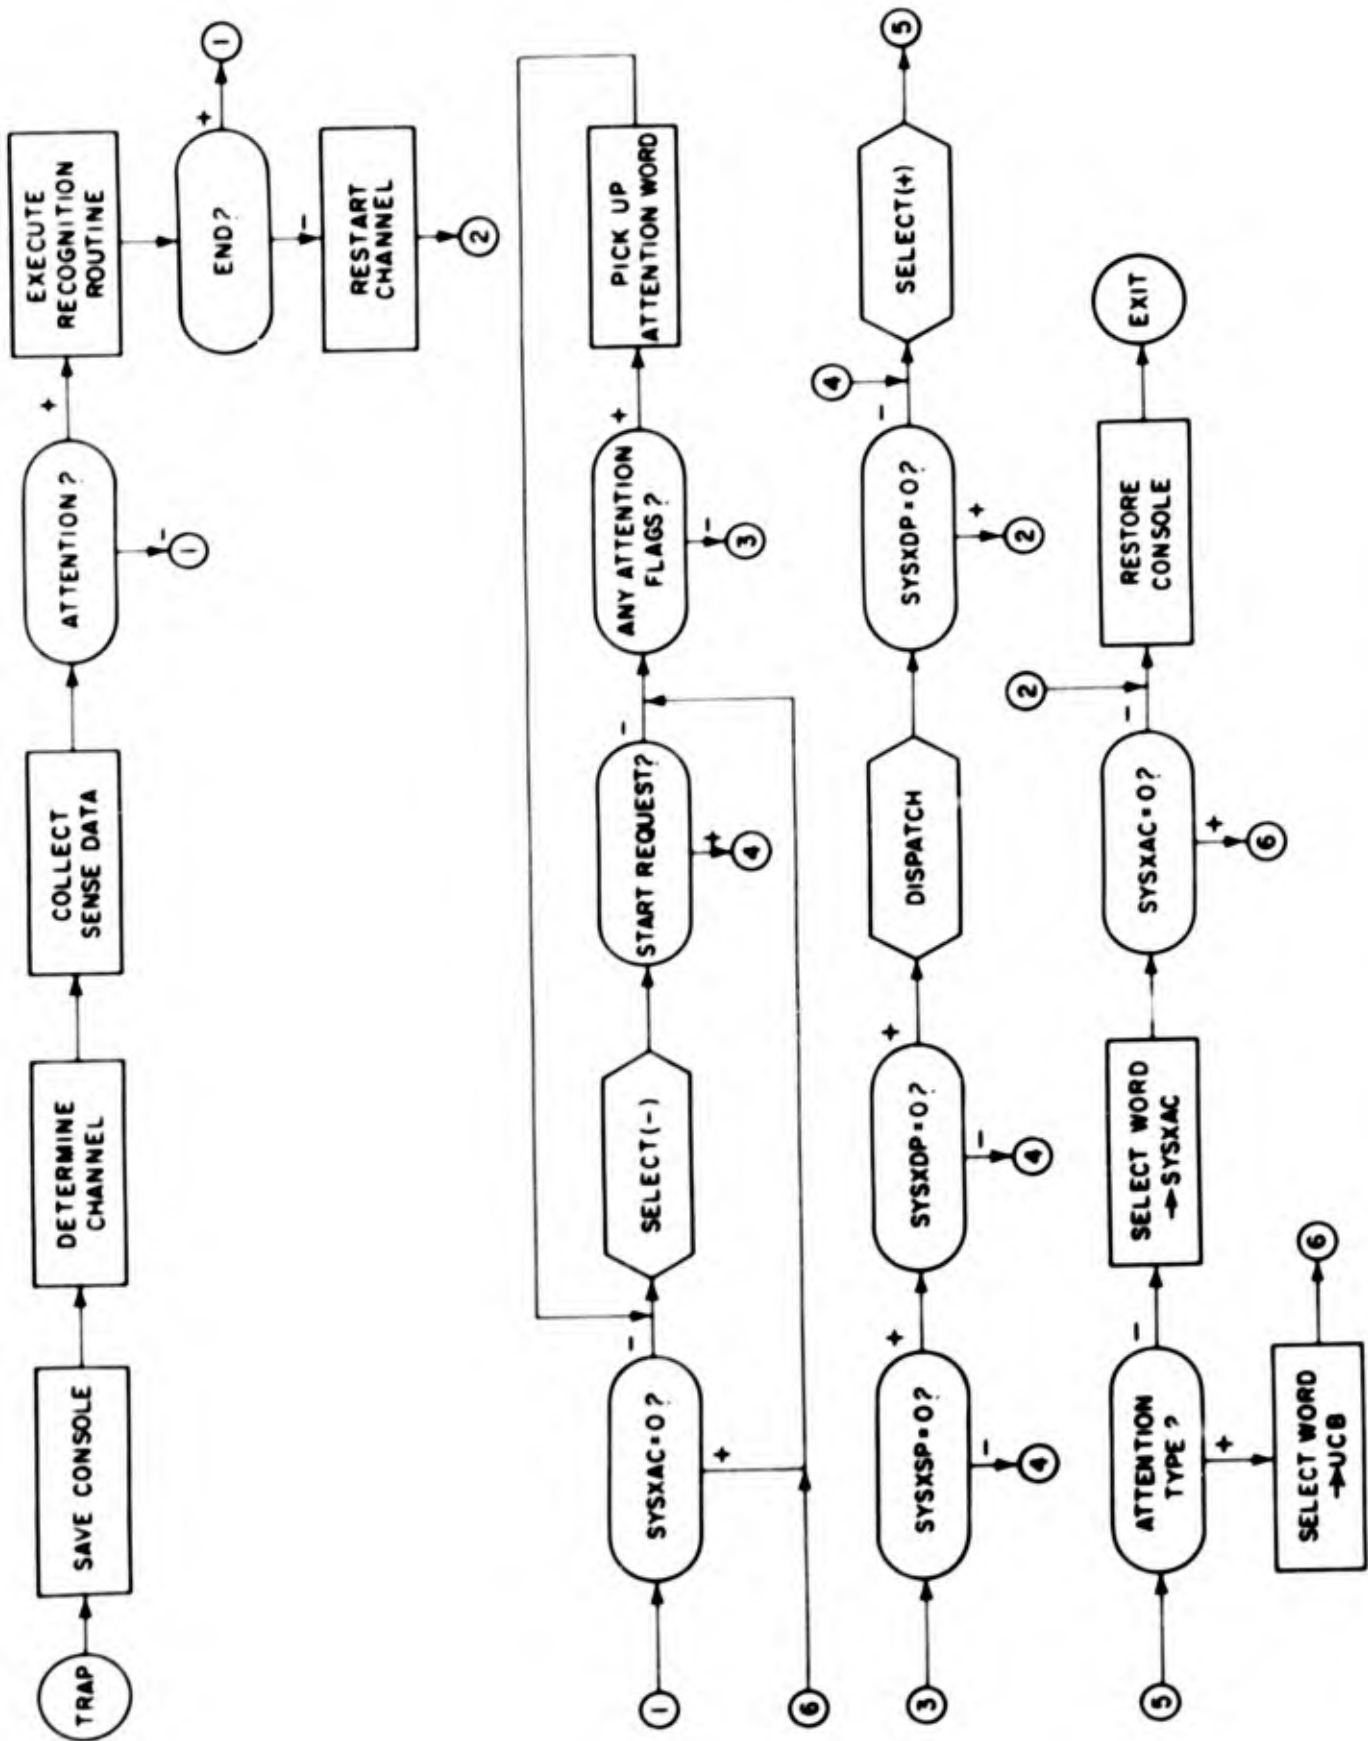 TRAP
SAVE CONSOLE
DETERMINE
CHANNEL
COLLECT
SENSE DATA
ATTENTION?
-
1
+
EXECUTE
RECOGNITION
ROUTINE
END?
+
1
-
RESTART
CHANNEL
2
1
SYSXAC=0?
+
-
6
SELECT(-)
START REQUEST?
+
4
-
ANY ATTENTION
FLAGS?
-
3
+
PICK UP
ATTENTION WORD
3
SYSXSP=0?
-
4
+
SYSXDP=0?
-
4
+
DISPATCH
SYSXDP=0?
+
2
-
4
SELECT(+)
5
5
ATTENTION
TYPE?
+
SELECT WORD
→UCB
6
-
SELECT WORD
→SYSXAC
SYSXAC=0?
+
6
-
2
RESTORE
CONSOLE
EXIT